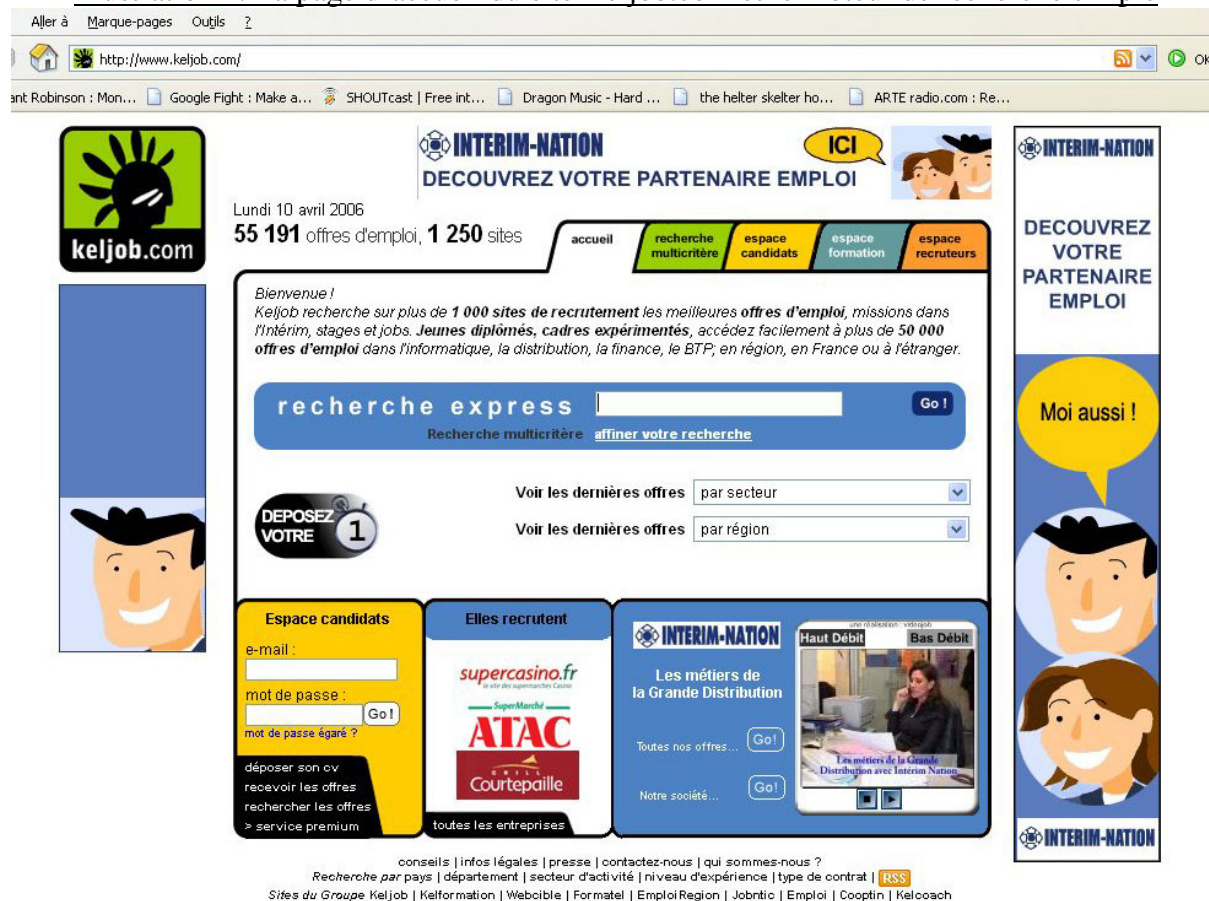 Aller à Marque-pages Outils ?
http://www.keljob.com/
OK
ant Robinson : Mon... Google Fight : Make a... SHOUTcast | Free int... Dragon Music - Hard ... the helter skelter ho... ARTE radio.com : Re...
keljob.com
INTERIM-NATION
DECOUVREZ VOTRE PARTENAIRE EMPLOI
ICI
Lundi 10 avril 2006
55 191 offres d'emploi, 1 250 sites
accueil
recherche
multicritère
espace
candidats
espace
formation
espace
recruteurs
Bienvenue !
Keljob recherche sur plus de 1 000 sites de recrutement les meilleures offres d'emploi, missions dans
l'Intérim, stages et jobs. Jeunes diplômés, cadres expérimentés, accédez facilement à plus de 50 000
offres d'emploi dans l'informatique, la distribution, la finance, le BTP; en région, en France ou à l'étranger.
recherche express
Go !
Recherche multicritère affiner votre recherche
DEPOSEZ
VOTRE 1
Voir les dernières offres par secteur
Voir les dernières offres par région
Espace candidats
e-mail :
mot de passe :
Go !
mot de passe égaré ?
déposer son cv
recevoir les offres
rechercher les offres
> service premium
Elles recrutent
supercasino.fr
le site des supermarchés Casino
SuperMarché
ATAC
GRILL
Courtepaille
toutes les entreprises
INTERIM-NATION
Les métiers de
la Grande Distribution
Toutes nos offres... Go!
Notre société... Go!
une réalisation : videojob
Haut Débit Bas Débit
Les métiers de la Grande
Distribution avec Intérim Nation
INTERIM-NATION
DECOUVREZ
VOTRE
PARTENAIRE
EMPLOI
Moi aussi !
INTERIM-NATION
conseils | infos légales | presse | contactez-nous | qui sommes-nous ?
Recherche par pays | département | secteur d'activité | niveau d'expérience | type de contrat | RSS
Sites du Groupe Keljob | Kelformation | Webcible | Formatel | EmploiRegion | Jobntic | Emploi | Cooptin | Kelcoach